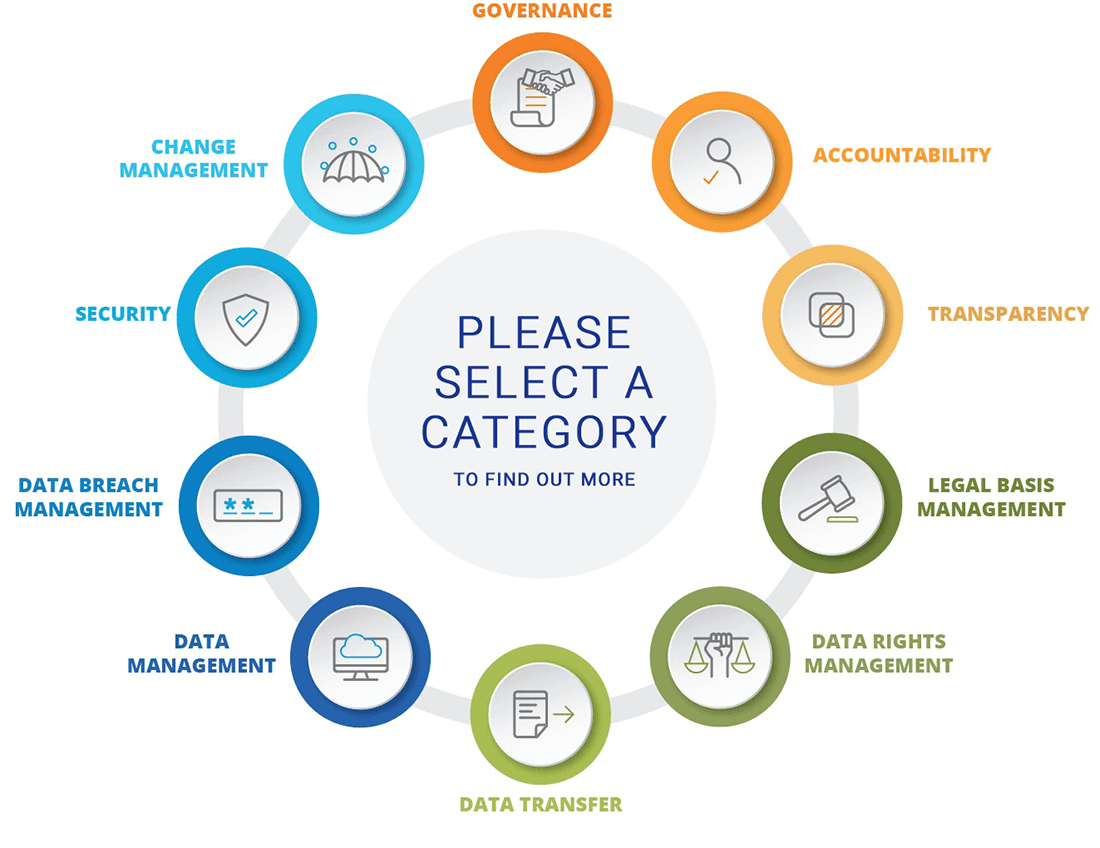 GOVERNANCE
ACCOUNTABILITY
TRANSPARENCY
LEGAL BASIS
MANAGEMENT
DATA RIGHTS
MANAGEMENT
DATA TRANSFER
DATA
MANAGEMENT
DATA BREACH
MANAGEMENT
SECURITY
CHANGE
MANAGEMENT
PLEASE
SELECT A
CATEGORY
TO FIND OUT MORE